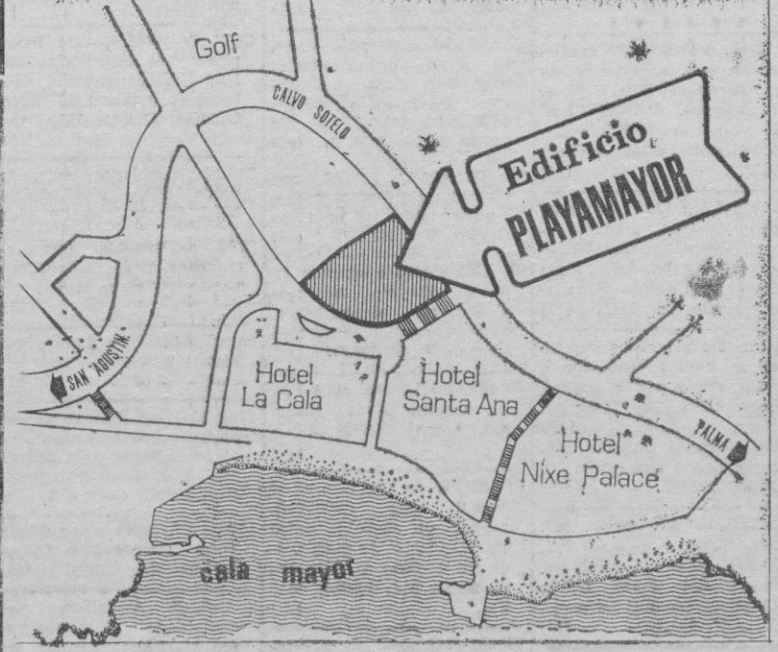 Golf
CALVO SOTELO
Edificio
PLAYAMAYOR
SAN AGUSTIN.
Hotel
La Cala
Hotel
Santa Ana
Hotel
Nixe Palace
PALMA
cala mayor